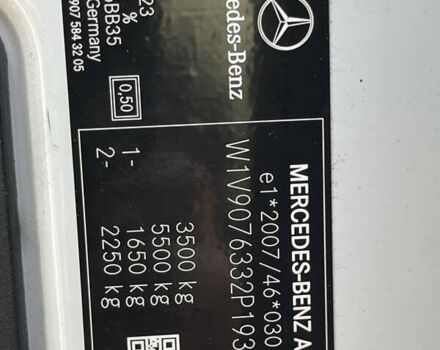 MERCEDES-BENZ A
e1*2007/46*030
W1V9076332P193
3500 kg
5500 kg
1- 1650 kg
2- 2250 kg
0,50
Mercedes-Benz
23
%
BB35
Germany
907 584 32 05